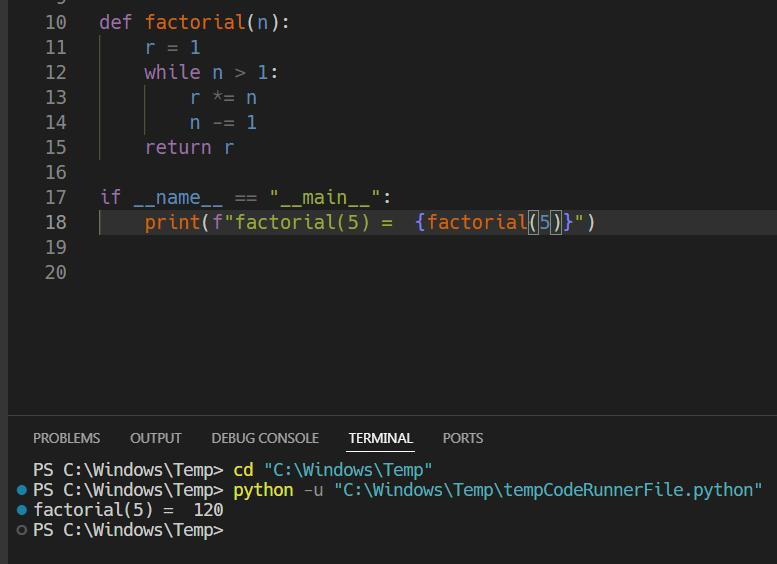 10 def factorial(n):
11     r = 1
12     while n > 1:
13         r *= n
14         n -= 1
15     return r
16
17 if __name__ == "__main__":
18     print(f"factorial(5) =  {factorial(5)}")
19
20
PROBLEMS OUTPUT DEBUG CONSOLE TERMINAL PORTS
PS C:\Windows\Temp> cd "C:\Windows\Temp"
PS C:\Windows\Temp> python -u "C:\Windows\Temp\tempCodeRunnerFile.python"
factorial(5) =  120
PS C:\Windows\Temp>